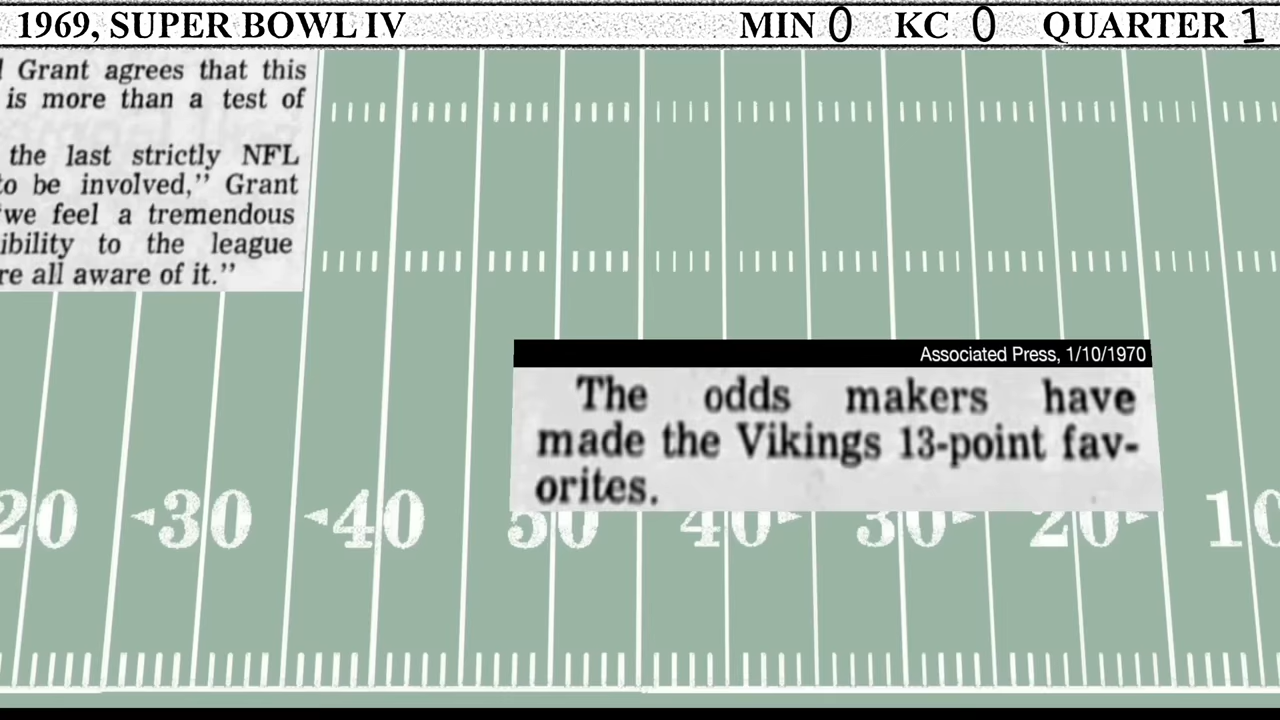 1969, SUPER BOWL IV MIN 0 KC 0 QUARTER 1
Grant agrees that this
is more than a test of
the last strictly NFL
to be involved,” Grant
“we feel a tremendous
ibility to the league
re all aware of it.”
Associated Press, 1/10/1970
The odds makers have
made the Vikings 13-point fav-
orites.
20 30 40 50 40 30 20 10